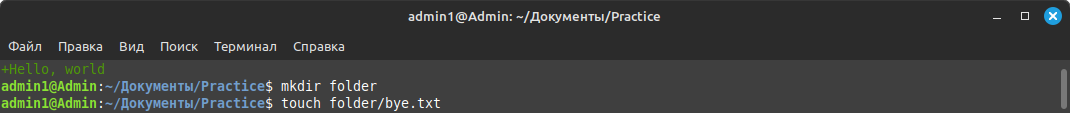 admin1@Admin: ~/Документы/Practice
Файл Правка Вид Поиск Терминал Справка
+Hello, world
admin1@Admin:~/Документы/Practice$ mkdir folder
admin1@Admin:~/Документы/Practice$ touch folder/bye.txt